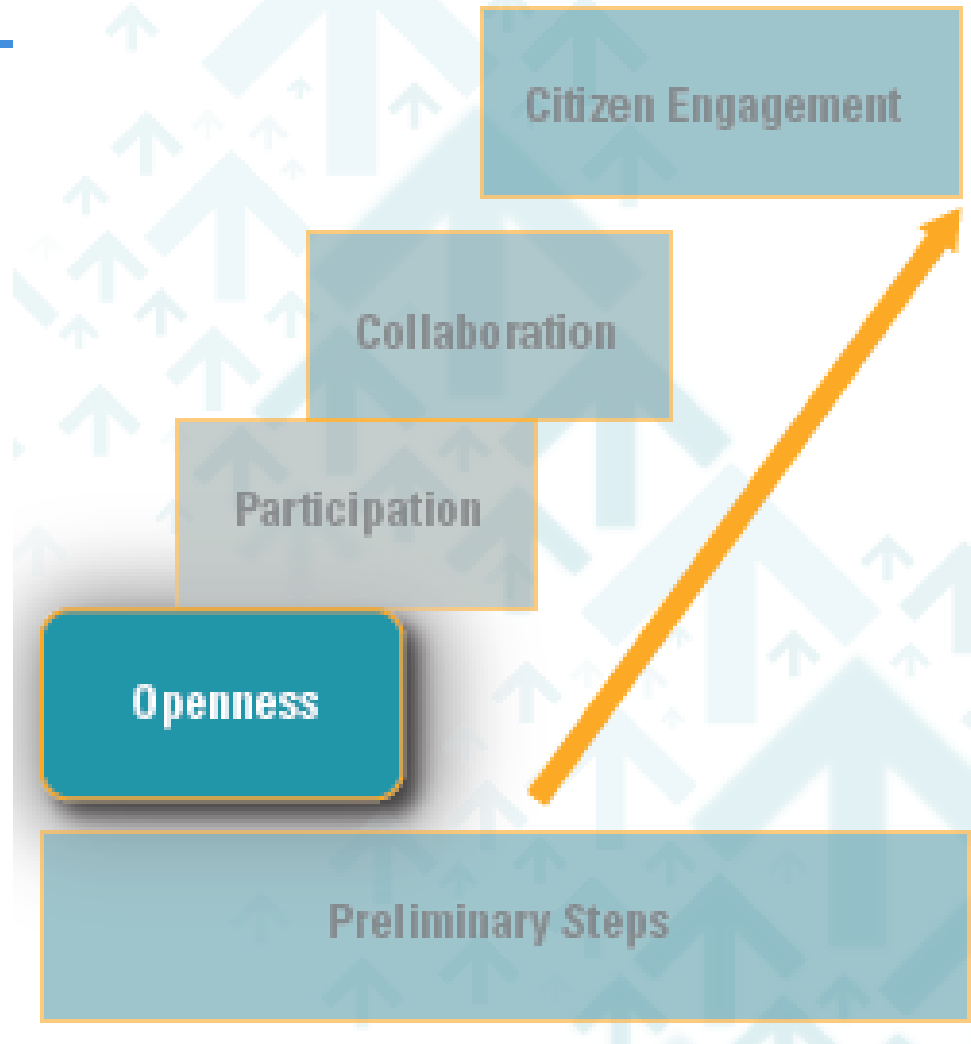 Citizen Engagement
Collaboration
Participation
Openness
Preliminary Steps